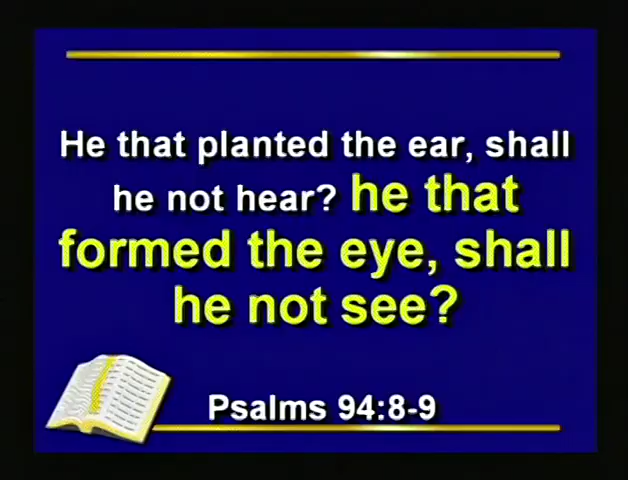 He that planted the ear, shall
he not hear? he that
formed the eye, shall
he not see?
Psalms 94:8-9